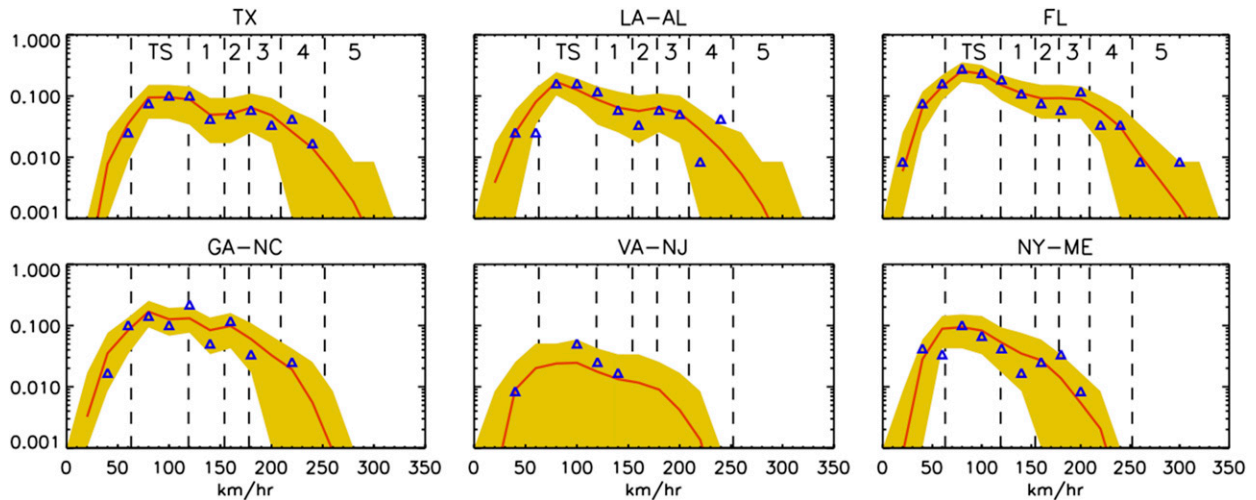 TX LA-AL FL
1.000 TS 1 2 3 4 5 TS 1 2 3 4 5 TS 1 2 3 4 5
0.100
0.010
0.001
GA-NC VA-NJ NY-ME
1.000
0.100
0.010
0.001
0 50 100 150 200 250 300 350 0 50 100 150 200 250 300 350 0 50 100 150 200 250 300 350
km/hr km/hr km/hr